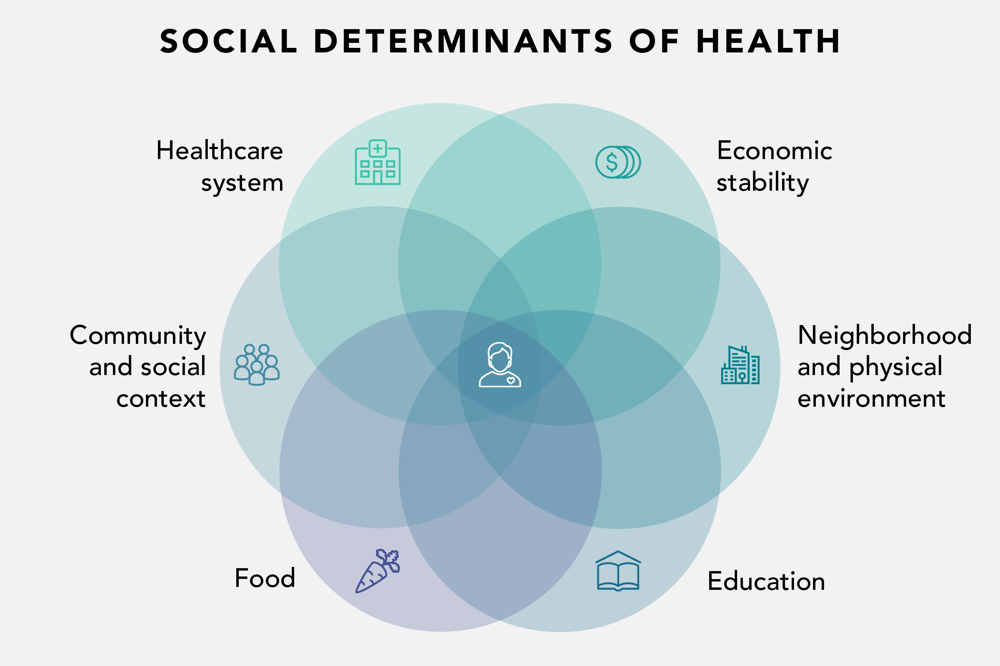 SOCIAL DETERMINANTS OF HEALTH
Healthcare
system
Economic
stability
Community
and social
context
Neighborhood
and physical
environment
Food
Education
$